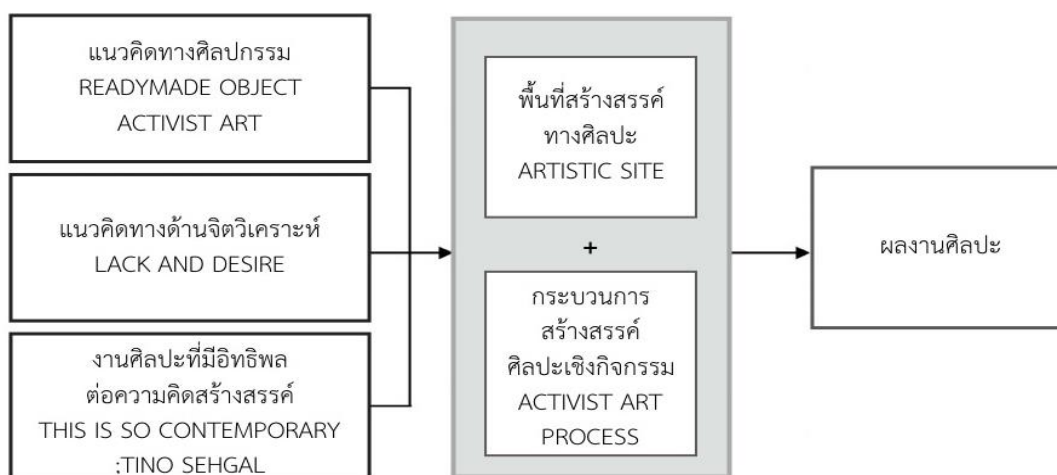 แนวคิดทางศิลปกรรม
READYMADE OBJECT
ACTIVIST ART
แนวคิดทางด้านจิตวิเคราะห์
LACK AND DESIRE
งานศิลปะที่มีอิทธิพล
ต่อความคิดสร้างสรรค์
THIS IS SO CONTEMPORARY
;TINO SEHGAL
พื้นที่สร้างสรรค์
ทางศิลปะ
ARTISTIC SITE
+
กระบวนการ
สร้างสรรค์
ศิลปะเชิงกิจกรรม
ACTIVIST ART
PROCESS
ผลงานศิลปะ